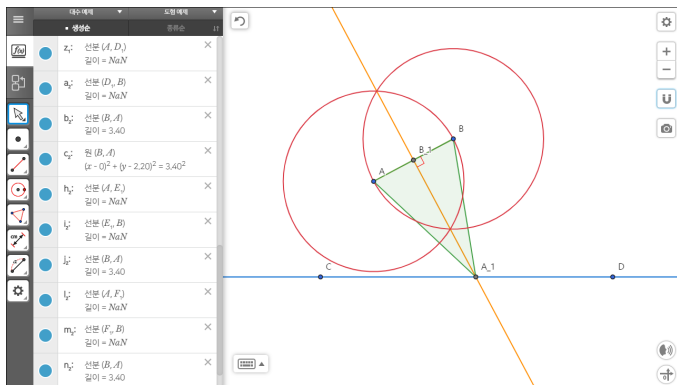 대수 예제 ▼ 도형 예제 ▼
▪ 생성순 종류순 ↓↑
f(x)
z₁: 선분 (A, D₁)
길이 = NaN
a₂: 선분 (D₁, B)
길이 = NaN
b₂: 선분 (B, A)
길이 = 3.40
c₂: 원 (B, A)
(x - 0)² + (y - 2.20)² = 3.40²
h₂: 선분 (A, E₁)
길이 = NaN
i₂: 선분 (E₁, B)
길이 = NaN
j₂: 선분 (B, A)
길이 = 3.40
l₂: 선분 (A, F₁)
길이 = NaN
m₂: 선분 (F₁, B)
길이 = NaN
n₂: 선분 (B, A)
길이 = 3.40
B
B_1
A
C
A_1
D